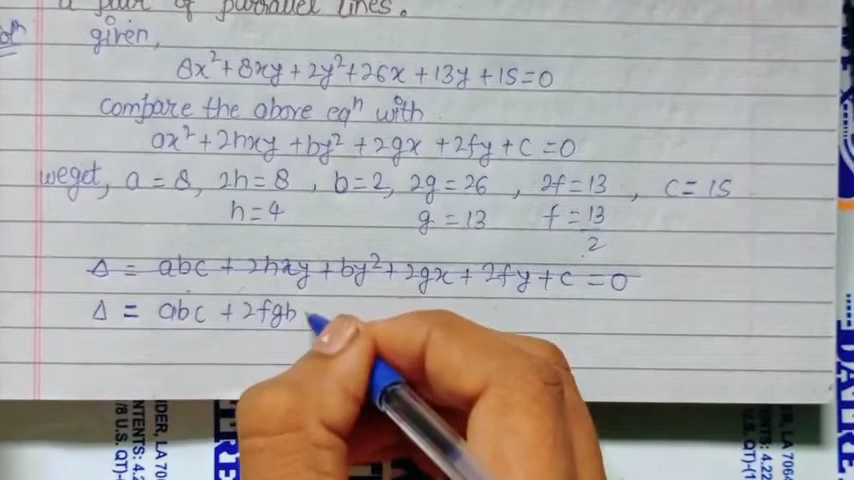 a pair of parallel lines.
solⁿ given,
8x² + 8xy + 2y² + 26x + 13y + 15 = 0
compare the above eqⁿ with
ax² + 2hxy + by² + 2gx + 2fy + c = 0
we get, a = 8, 2h = 8 , b = 2, 2g = 26 , 2f = 13 , c = 15
h = 4 g = 13 f = 13/2
Δ = abc + 2hxy + by² + 2gx + 2fy + c = 0
Δ = abc + 2fgh